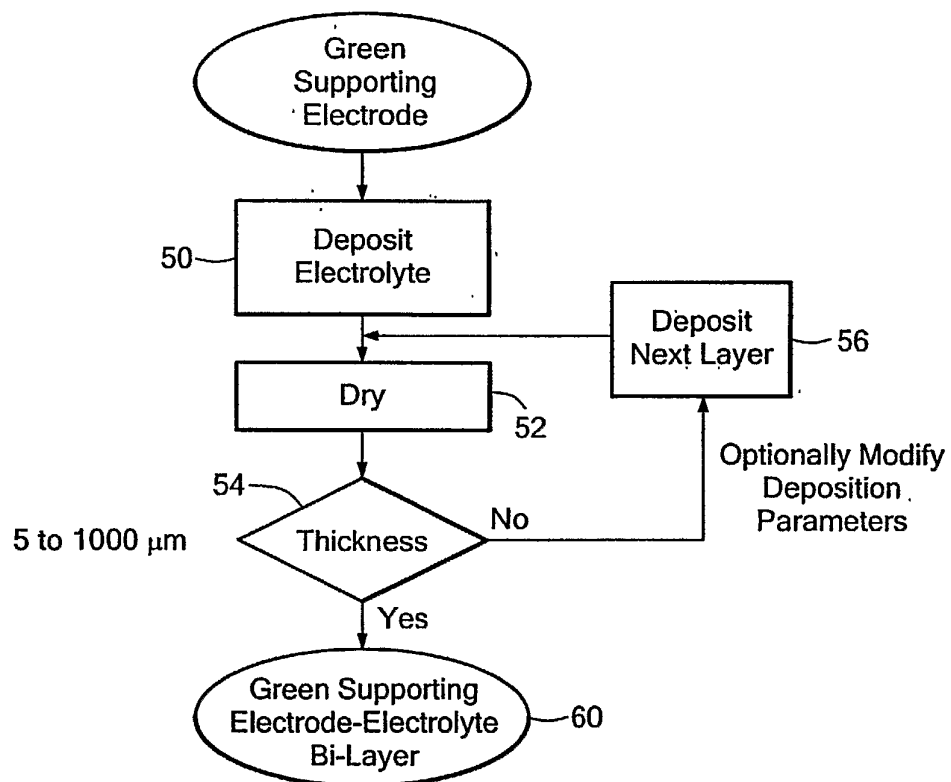 Green
Supporting
Electrode
50
Deposit
Electrolyte
Deposit
Next Layer
56
Dry
52
54
5 to 1000 μm
Thickness
No
Optionally Modify
Deposition
Parameters
Yes
Green Supporting
Electrode-Electrolyte
Bi-Layer
60